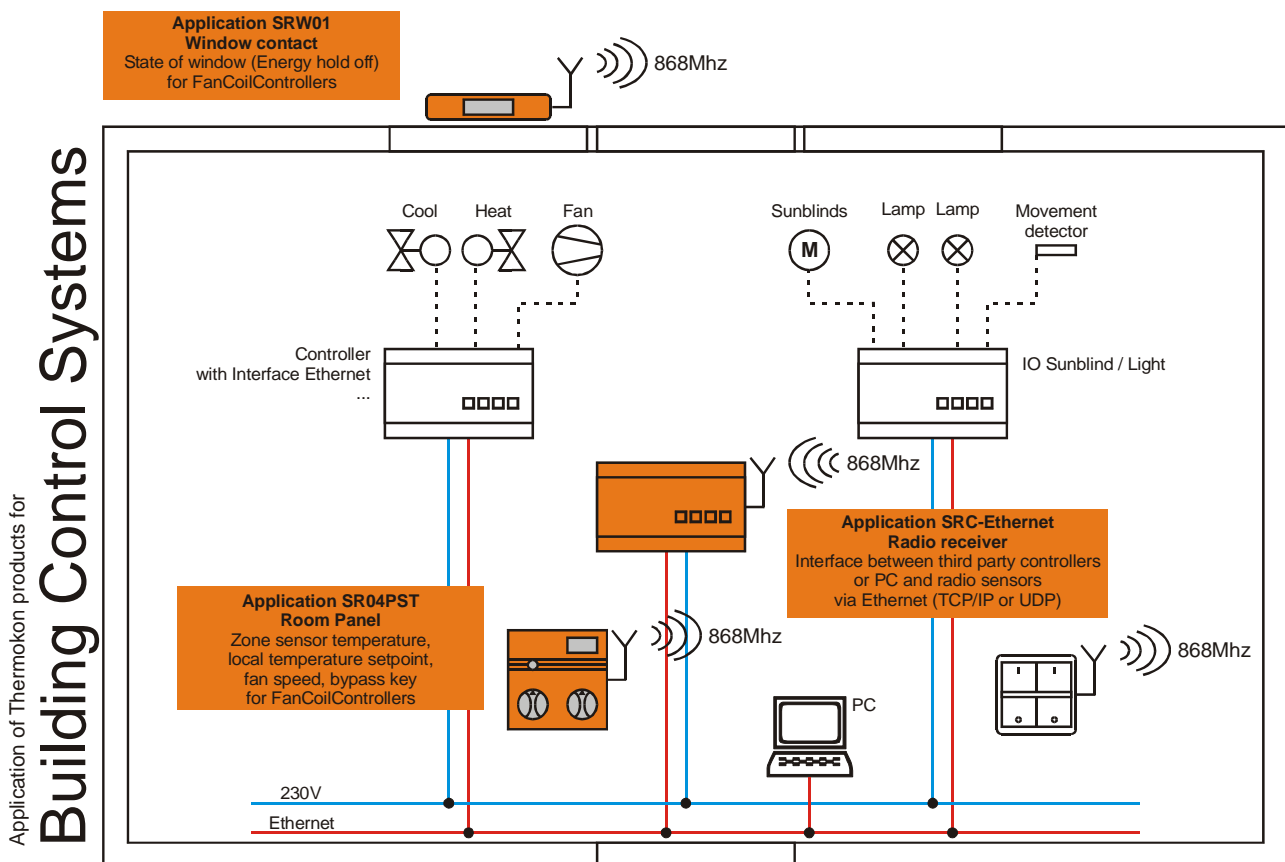 Application of Thermokon products for
Building Control Systems
Application SRW01
Window contact
State of window (Energy hold off)
for FanCoilControllers
868Mhz
Cool
Heat
Fan
Sunblinds
M
Lamp
Lamp
Movement
detector
Controller
with Interface Ethernet
...
IO Sunblind / Light
868Mhz
Application SRC-Ethernet
Radio receiver
Interface between third party controllers
or PC and radio sensors
via Ethernet (TCP/IP or UDP)
Application SR04PST
Room Panel
Zone sensor temperature,
local temperature setpoint,
fan speed, bypass key
for FanCoilControllers
868Mhz
868Mhz
PC
230V
Ethernet